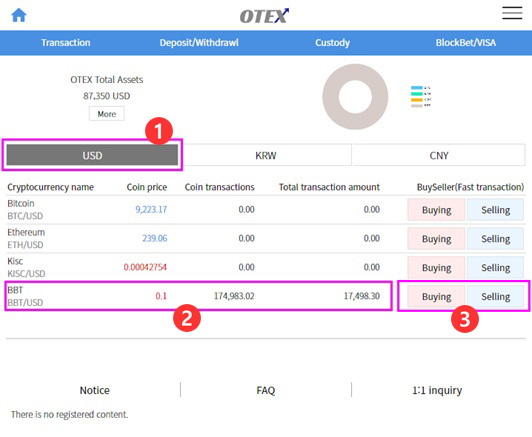 OTEX
Transaction Deposit/Withdrawl Custody BlockBet/VISA
OTEX Total Assets
87,350 USD
More
1
USD KRW CNY
Cryptocurrency name Coin price Coin transactions Total transaction amount BuySeller(Fast transaction)
Bitcoin
BTC/USD 9,223.17 0.00 0.00 Buying Selling
Ethereum
ETH/USD 239.06 0.00 0.00 Buying Selling
Kisc
KISC/USD 0.00042754 0.00 0.00 Buying Selling
BBT
BBT/USD 0.1 174,983.02 17,498.30 Buying Selling
2 3
Notice FAQ 1:1 inquiry
There is no registered content.